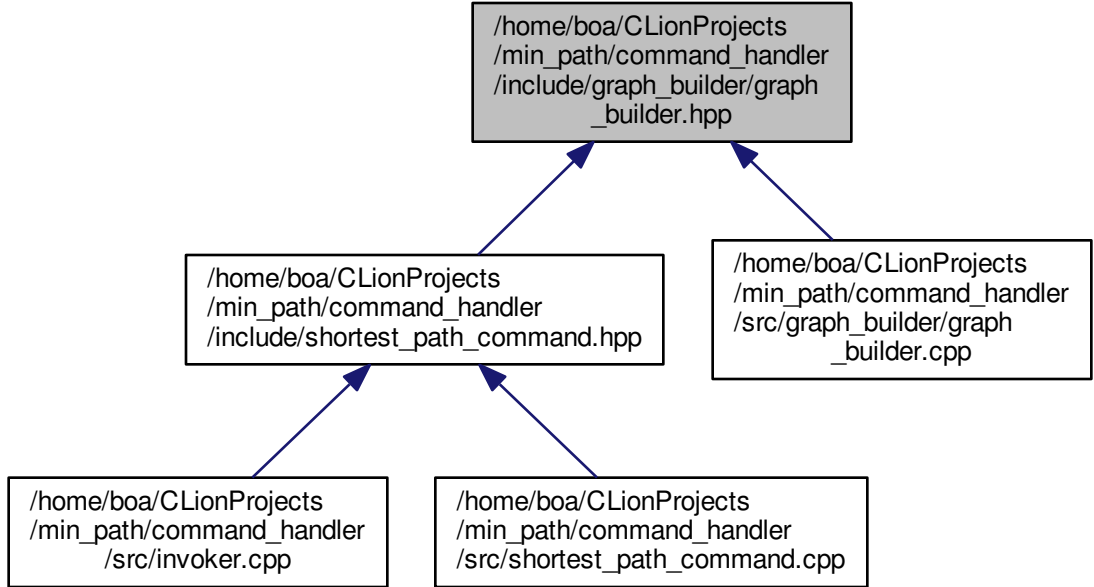 /home/boa/CLionProjects
/min_path/command_handler
/include/graph_builder/graph
_builder.hpp
/home/boa/CLionProjects
/min_path/command_handler
/include/shortest_path_command.hpp
/home/boa/CLionProjects
/min_path/command_handler
/src/graph_builder/graph
_builder.cpp
/home/boa/CLionProjects
/min_path/command_handler
/src/invoker.cpp
/home/boa/CLionProjects
/min_path/command_handler
/src/shortest_path_command.cpp